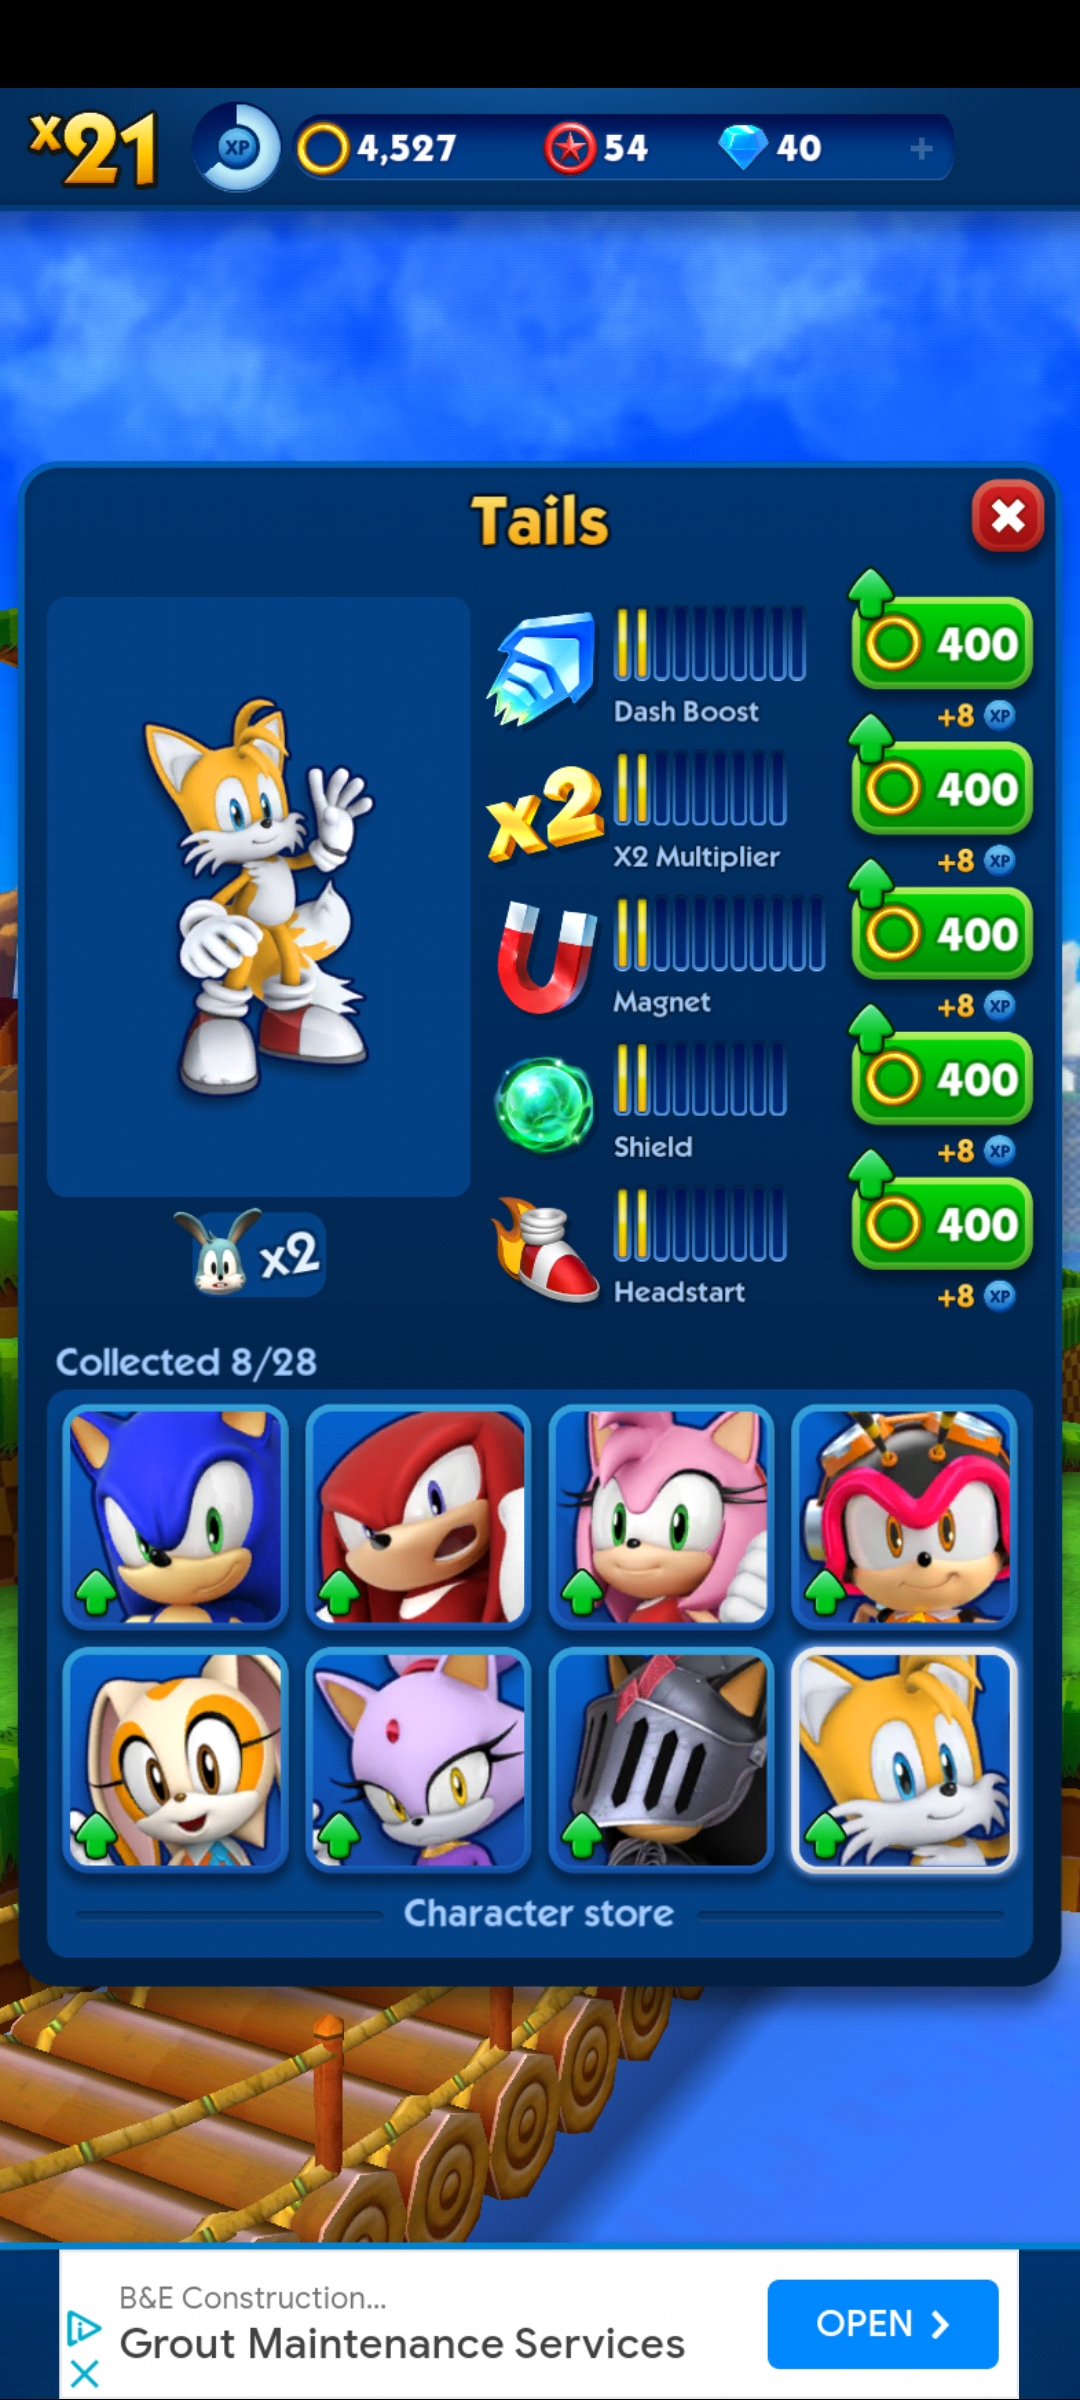 x21 XP 4,527 54 40 +
Tails
400
Dash Boost +8 XP
x2 400
X2 Multiplier +8 XP
400
Magnet +8 XP
400
Shield +8 XP
x2 400
Headstart +8 XP
Collected 8/28
Character store
B&E Construction...
Grout Maintenance Services
OPEN